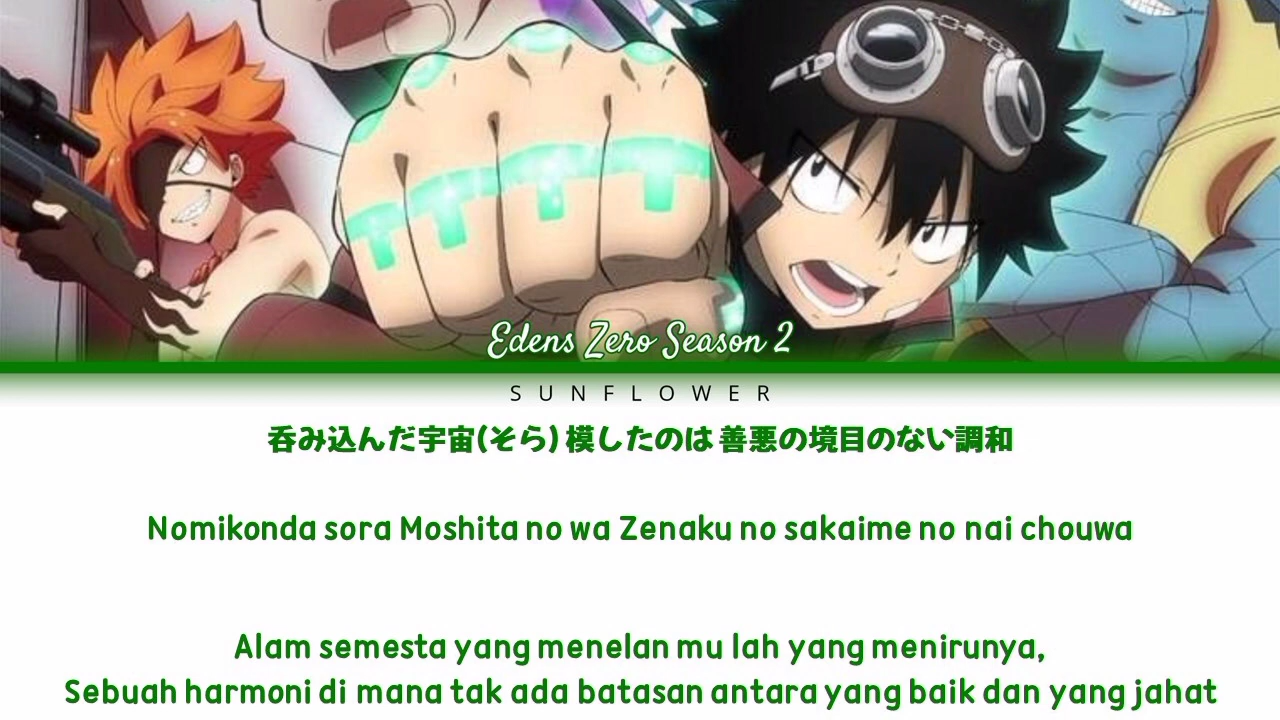 Edens Zero Season 2
SUNFLOWER
呑み込んだ宇宙(そら) 模したのは 善悪の境目のない調和
Nomikonda sora Moshita no wa Zenaku no sakaime no nai chouwa
Alam semesta yang menelan mu lah yang menirunya,
Sebuah harmoni di mana tak ada batasan antara yang baik dan yang jahat